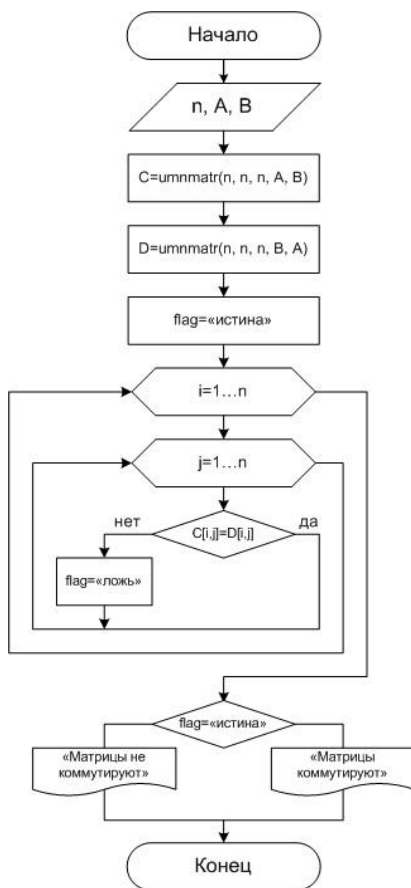 Начало
n, A, B
C=umnmatr(n, n, n, A, B)
D=umnmatr(n, n, n, B, A)
flag=«истина»
i=1...n
j=1...n
нет
да
C[i,j]=D[i,j]
flag=«ложь»
flag=«истина»
«Матрицы не
коммутируют»
«Матрицы
коммутируют»
Конец